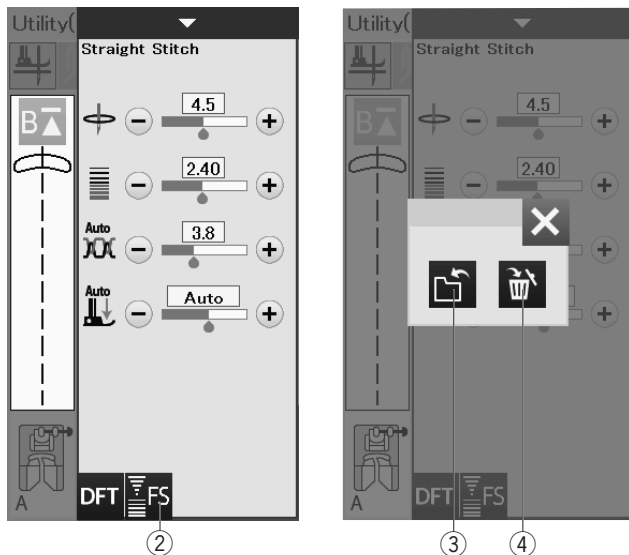 Utility(
Straight Stitch
B
4.5
2.40
Auto
3.8
Auto
Auto
A
DFT
FS
②
Utility(
Straight Stitch
B
4.5
2.40
A
DFT
FS
③
④